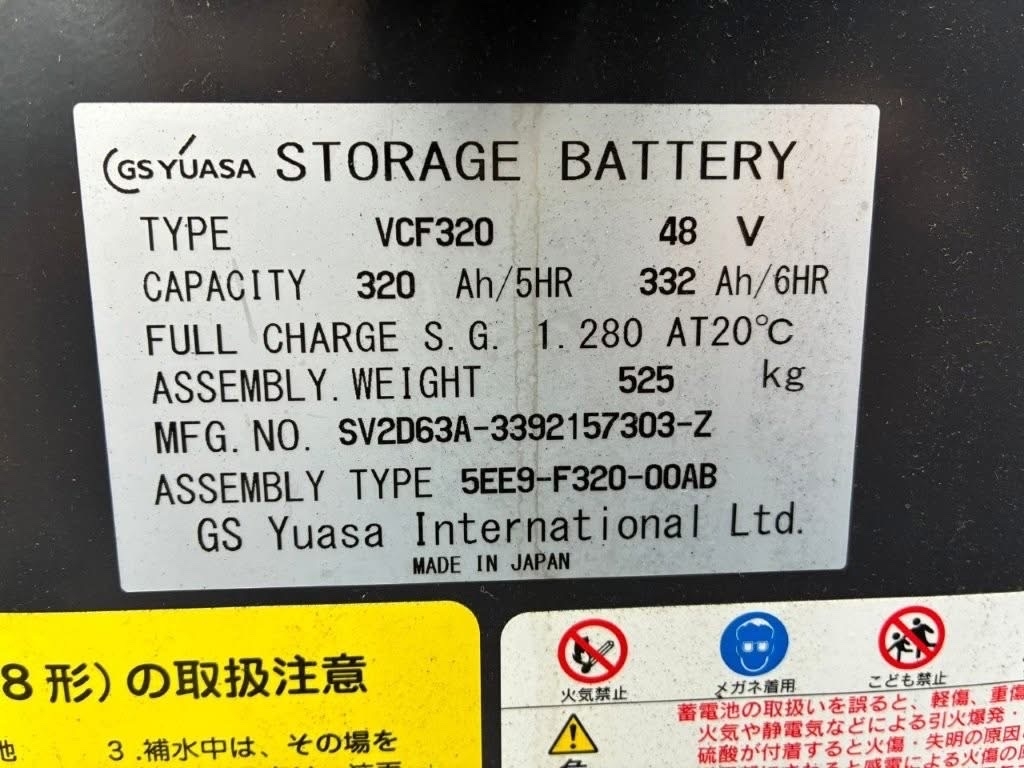 GS YUASA STORAGE BATTERY
TYPE VCF320 48 V
CAPACITY 320 Ah/5HR 332 Ah/6HR
FULL CHARGE S.G. 1.280 AT20℃
ASSEMBLY.WEIGHT 525 kg
MFG.NO. SV2D63A-3392157303-Z
ASSEMBLY TYPE 5EE9-F320-00AB
GS Yuasa International Ltd.
MADE IN JAPAN
8形)の取扱注意
池 3.補水中は、その場を
火気禁止 メガネ着用 こども禁止
蓄電池の取扱いを誤ると、軽傷、重傷
火気や静電気などによる引火爆発
硫酸が付着すると火傷・失明の原因